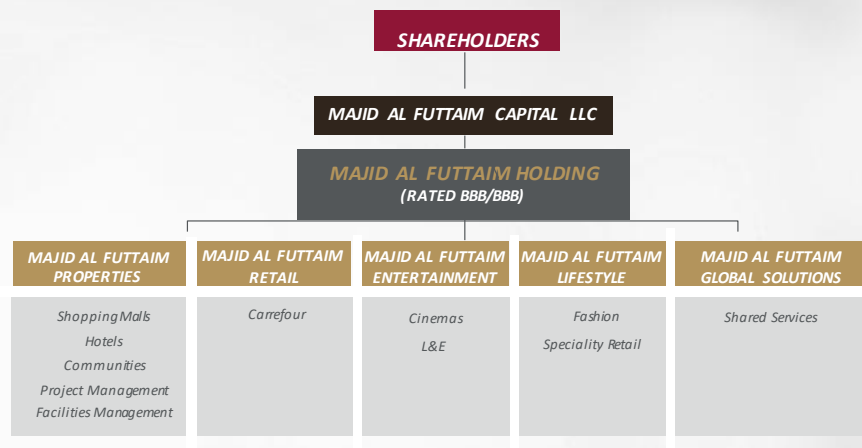 SHAREHOLDERS
MAJID AL FUTTAIM CAPITAL LLC
MAJID AL FUTTAIM HOLDING
(RATED BBB/BBB)
MAJID AL FUTTAIM
PROPERTIES
Shopping Malls
Hotels
Communities
Project Management
Facilities Management
MAJID AL FUTTAIM
RETAIL
Carrefour
MAJID AL FUTTAIM
ENTERTAINMENT
Cinemas
L&E
MAJID AL FUTTAIM
LIFESTYLE
Fashion
Speciality Retail
MAJID AL FUTTAIM
GLOBAL SOLUTIONS
Shared Services